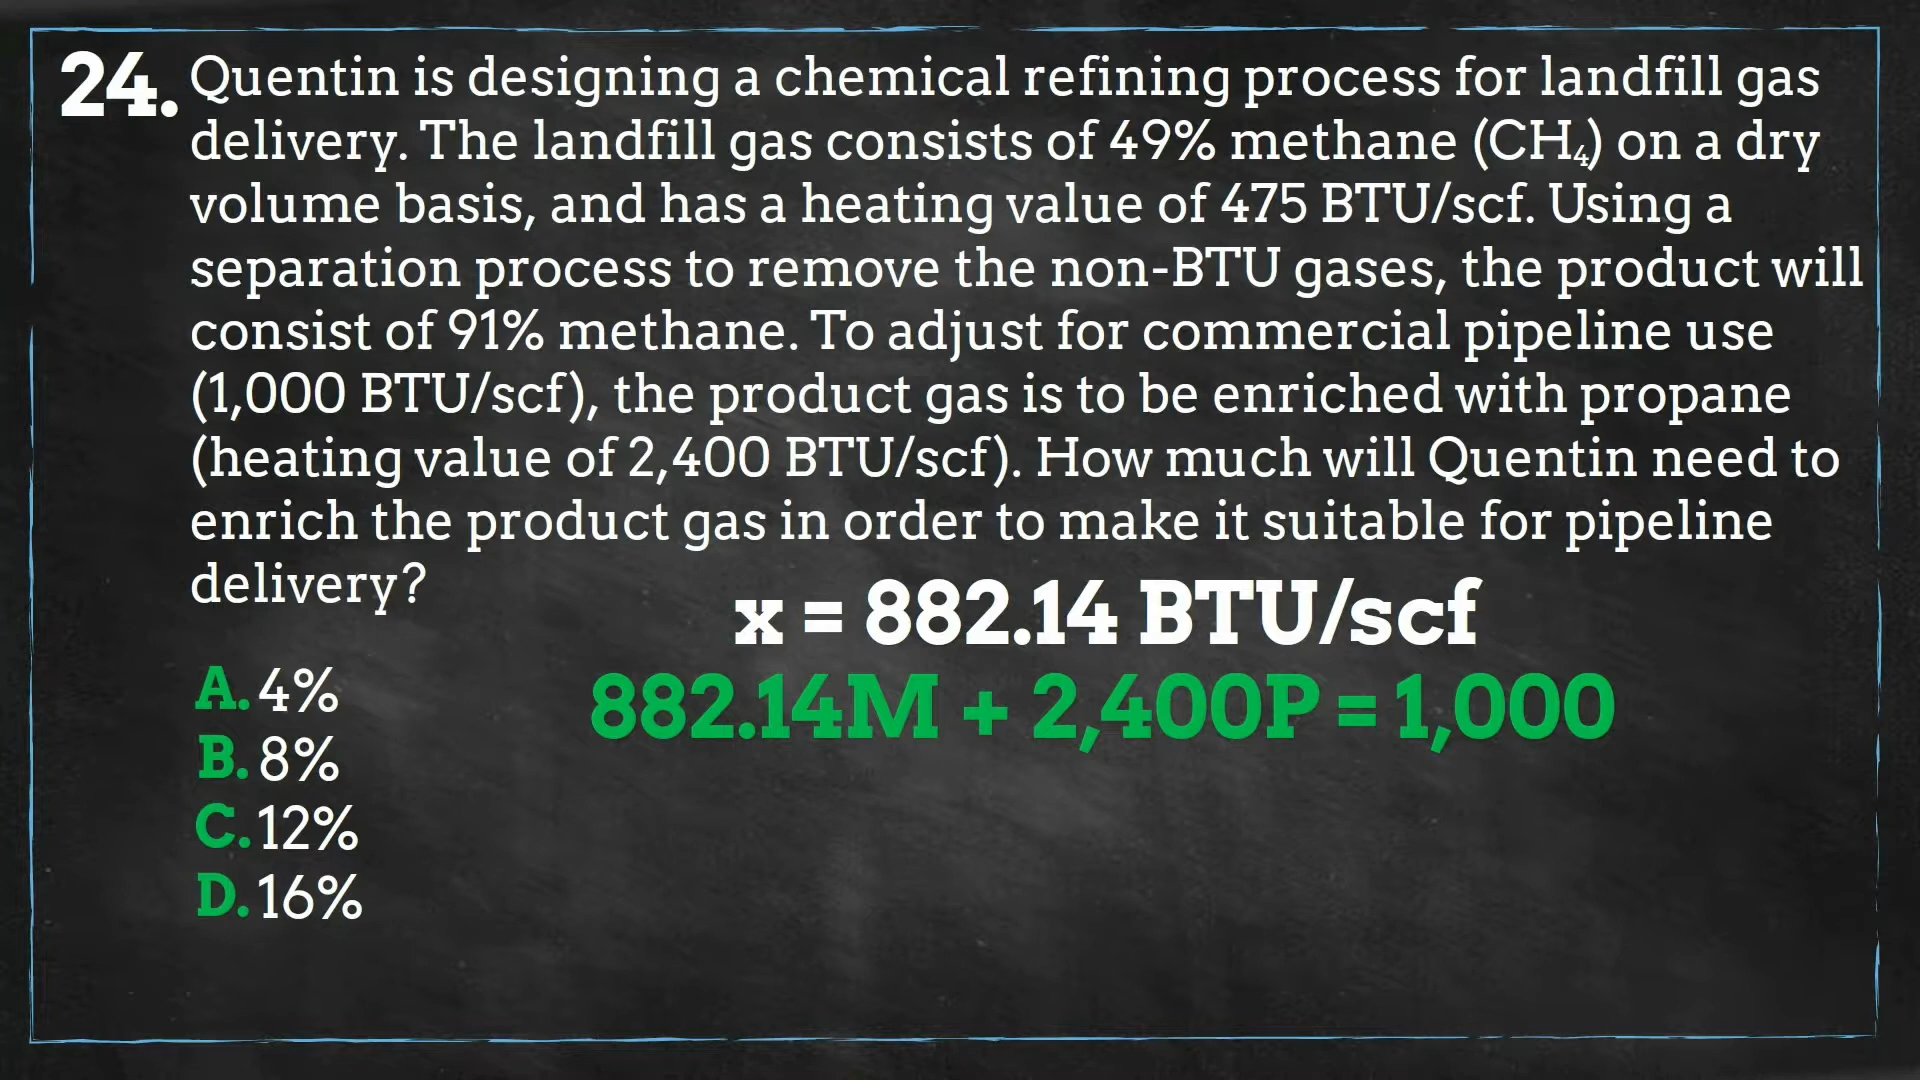 24. Quentin is designing a chemical refining process for landfill gas
delivery. The landfill gas consists of 49% methane (CH₄) on a dry
volume basis, and has a heating value of 475 BTU/scf. Using a
separation process to remove the non-BTU gases, the product will
consist of 91% methane. To adjust for commercial pipeline use
(1,000 BTU/scf), the product gas is to be enriched with propane
(heating value of 2,400 BTU/scf). How much will Quentin need to
enrich the product gas in order to make it suitable for pipeline
delivery?
x = 882.14 BTU/scf
882.14M + 2,400P = 1,000
A. 4%
B. 8%
C. 12%
D. 16%